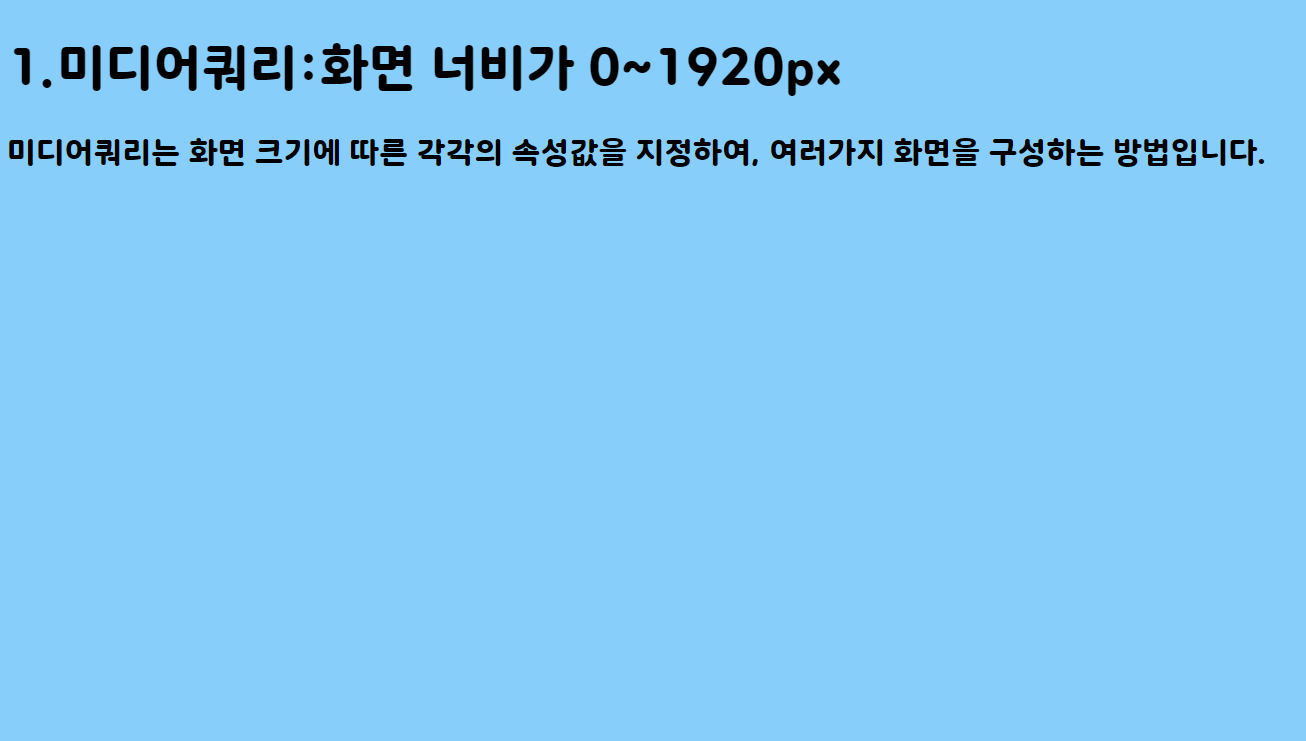 1.미디어쿼리:화면 너비가 0~1920px
미디어쿼리는 화면 크기에 따른 각각의 속성값을 지정하여, 여러가지 화면을 구성하는 방법입니다.